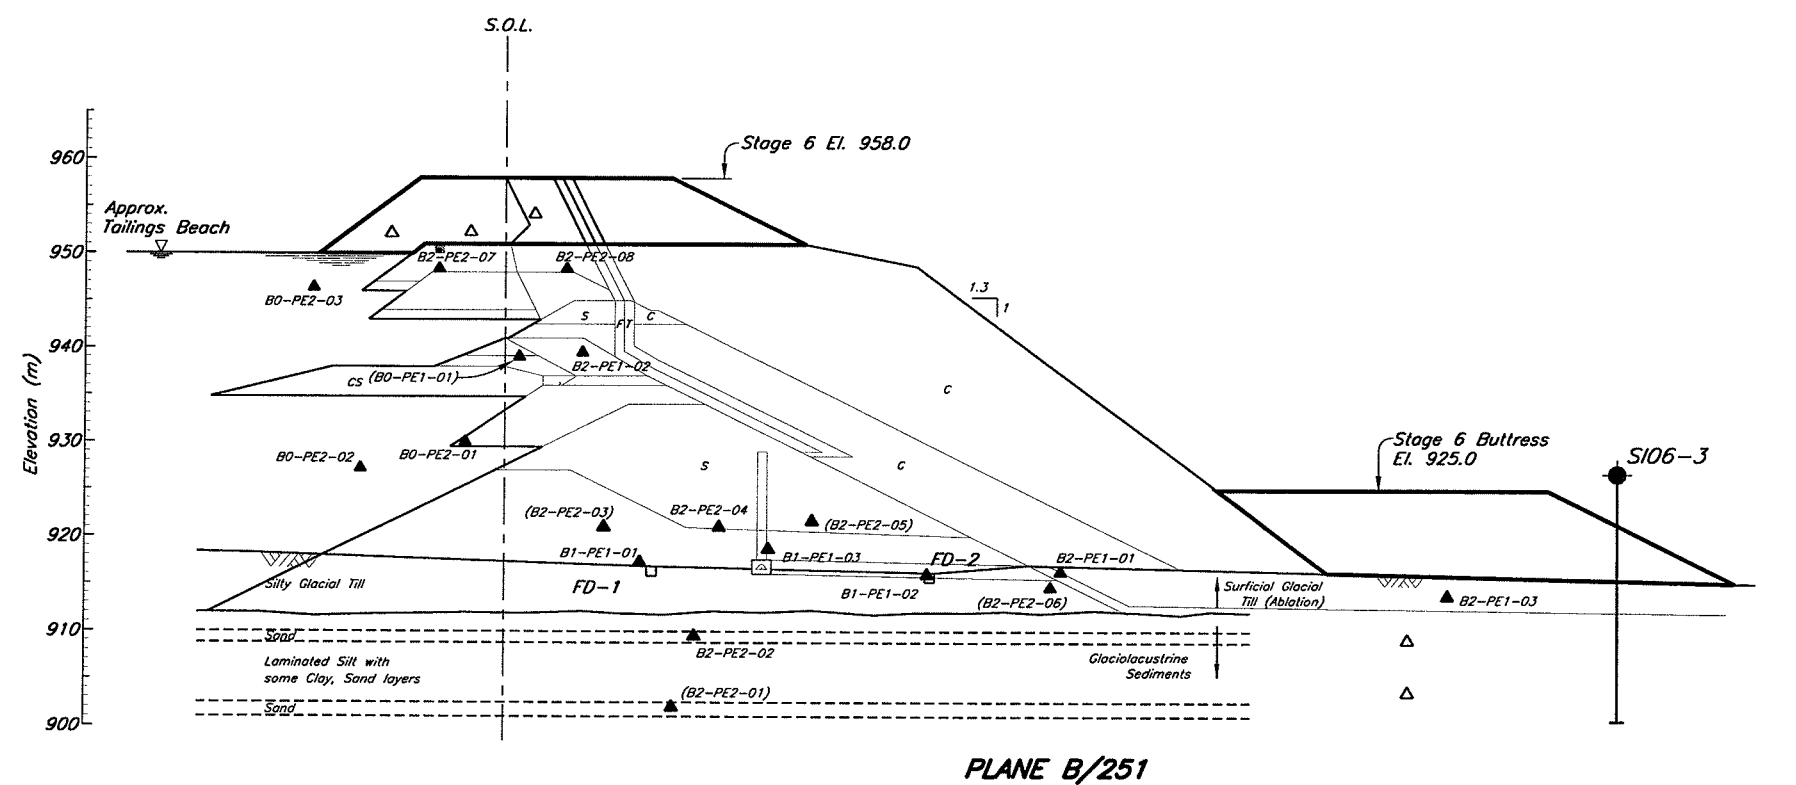 S.O.L.
Stage 6 El. 958.0
960
Approx.
Tailings Beach
950
B2-PE2-07
B2-PE2-08
B0-PE2-03
1.3
1
S
FT
C
940
Elevation (m)
CS
(B0-PE1-01)
B2-PE1-02
C
930
Stage 6 Buttress
El. 925.0
SI06-3
B0-PE2-02
B0-PE2-01
S
C
920
(B2-PE2-03)
B2-PE2-04
(B2-PE2-05)
B1-PE1-01
B1-PE1-03
FD-2
B2-PE1-01
Silty Glacial Till
FD-1
B1-PE1-02
(B2-PE2-06)
Surficial Glacial
Till (Ablation)
B2-PE1-03
910
Sand
B2-PE2-02
Laminated Silt with
some Clay, Sand layers
Glaciolacustrine
Sediments
(B2-PE2-01)
Sand
900
PLANE B/251